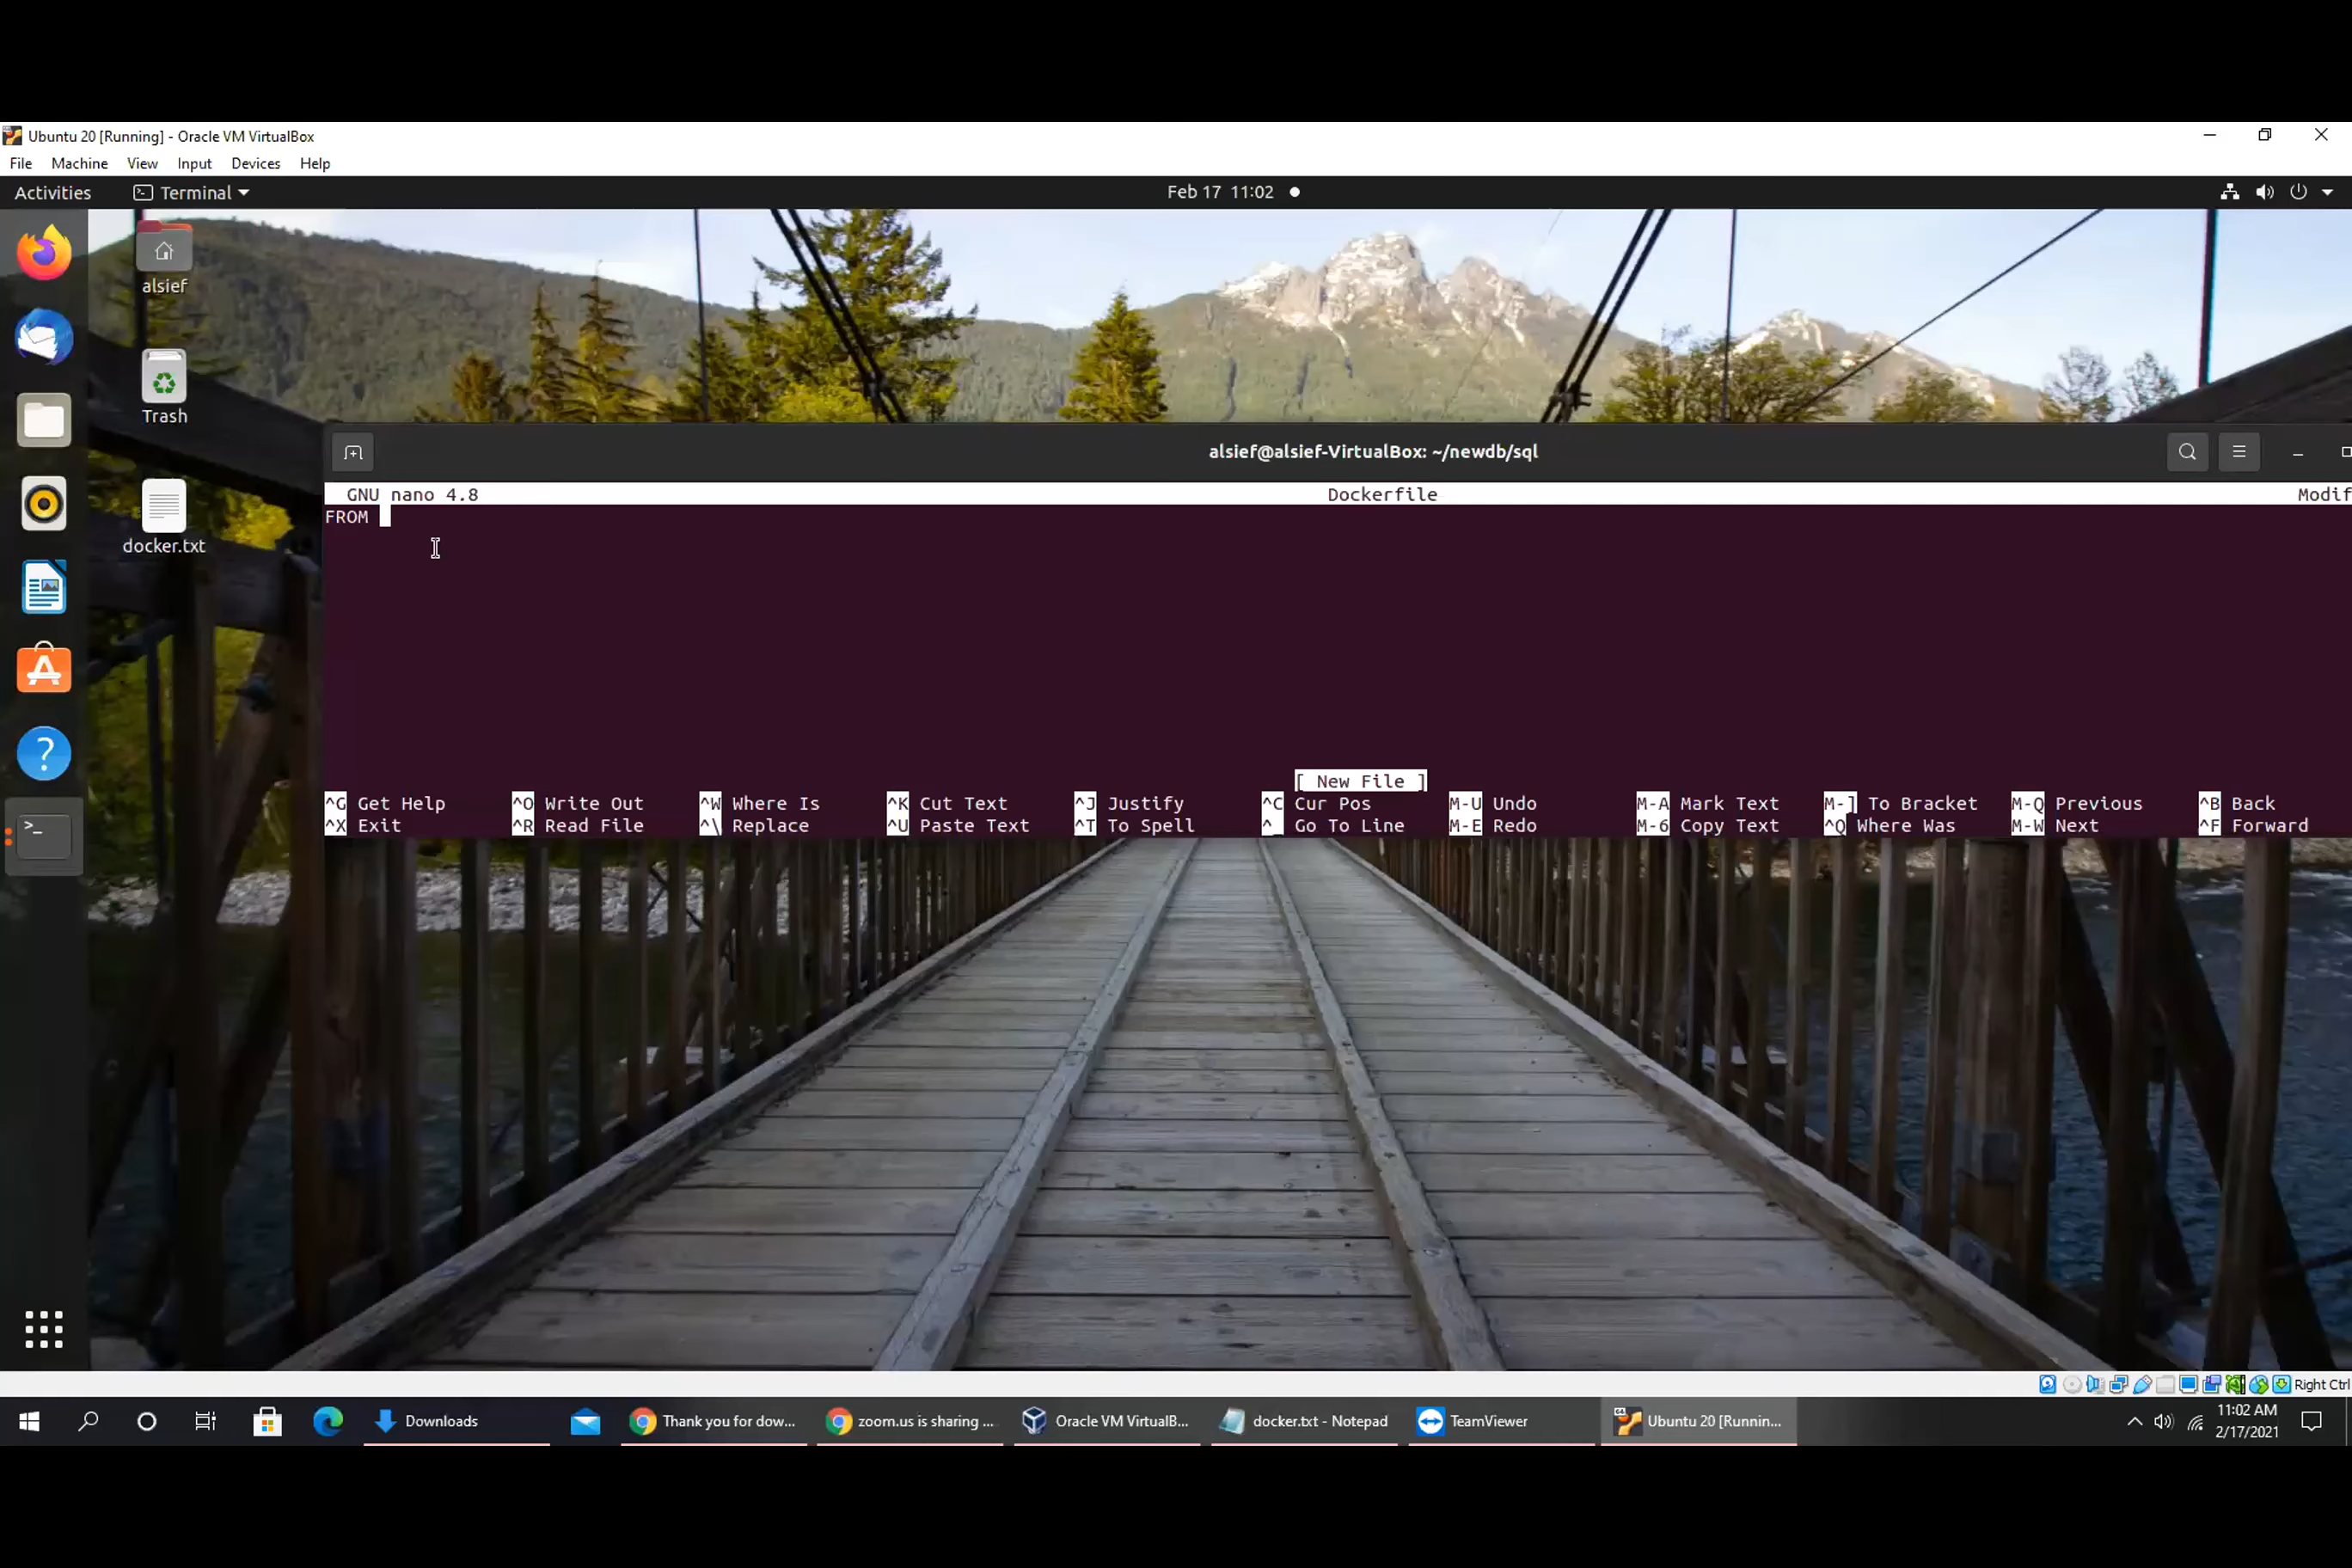 Ubuntu 20 [Running] - Oracle VM VirtualBox
File Machine View Input Devices Help
Activities Terminal Feb 17 11:02
alsief
Trash
docker.txt
alsief@alsief-VirtualBox: ~/newdb/sql
GNU nano 4.8 Dockerfile Modif
FROM
[ New File ]
^G Get Help ^O Write Out ^W Where Is ^K Cut Text ^J Justify ^C Cur Pos M-U Undo M-A Mark Text M-] To Bracket M-Q Previous ^B Back
^X Exit ^R Read File ^\ Replace ^U Paste Text ^T To Spell ^_ Go To Line M-E Redo M-6 Copy Text ^Q Where Was M-W Next ^F Forward
Right Ctrl
Downloads Thank you for dow... zoom.us is sharing ... Oracle VM VirtualB... docker.txt - Notepad TeamViewer Ubuntu 20 [Runnin... 11:02 AM
2/17/2021